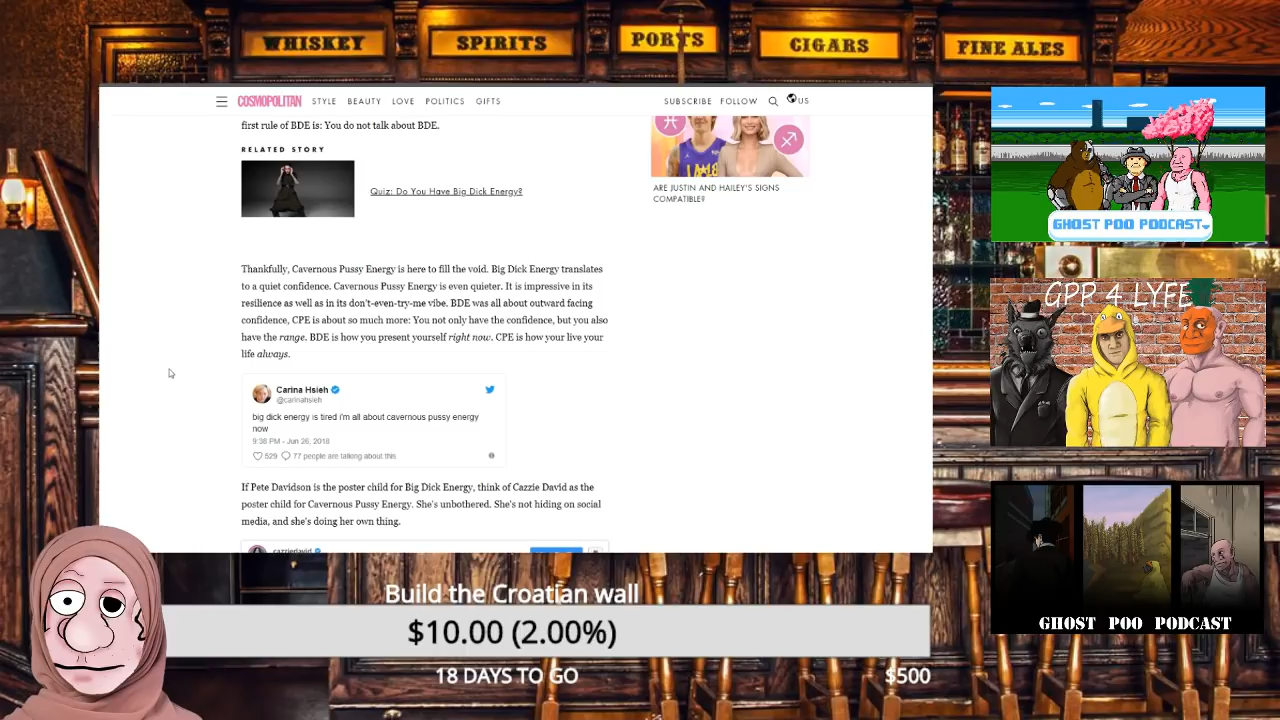 WHISKEY
SPIRITS
PORTS
CIGARS
FINE ALES
COSMOPOLITAN STYLE BEAUTY LOVE POLITICS GIFTS SUBSCRIBE FOLLOW US
first rule of BDE is: You do not talk about BDE.
RELATED STORY
Quiz: Do You Have Big Dick Energy?
ARE JUSTIN AND HAILEY'S SIGNS
COMPATIBLE?
Thankfully, Cavernous Pussy Energy is here to fill the void. Big Dick Energy translates
to a quiet confidence. Cavernous Pussy Energy is even quieter. It is impressive in its
resilience as well as in its don't-even-try-me vibe. BDE was all about outward facing
confidence, CPE is about so much more: You not only have the confidence, but you also
have the range. BDE is how you present yourself right now. CPE is how your live your
life always.
Carina Hsieh
@carinahsieh
big dick energy is tired i'm all about cavernous pussy energy
now
9:38 PM - Jun 26, 2018
529 77 people are talking about this
If Pete Davidson is the poster child for Big Dick Energy, think of Cazzie David as the
poster child for Cavernous Pussy Energy. She's unbothered. She's not hiding on social
media, and she's doing her own thing.
cazziedavid
GHOST POO PODCAST
GPP 4 LYFE
GHOST POO PODCAST
Build the Croatian wall
$10.00 (2.00%)
18 DAYS TO GO
$500